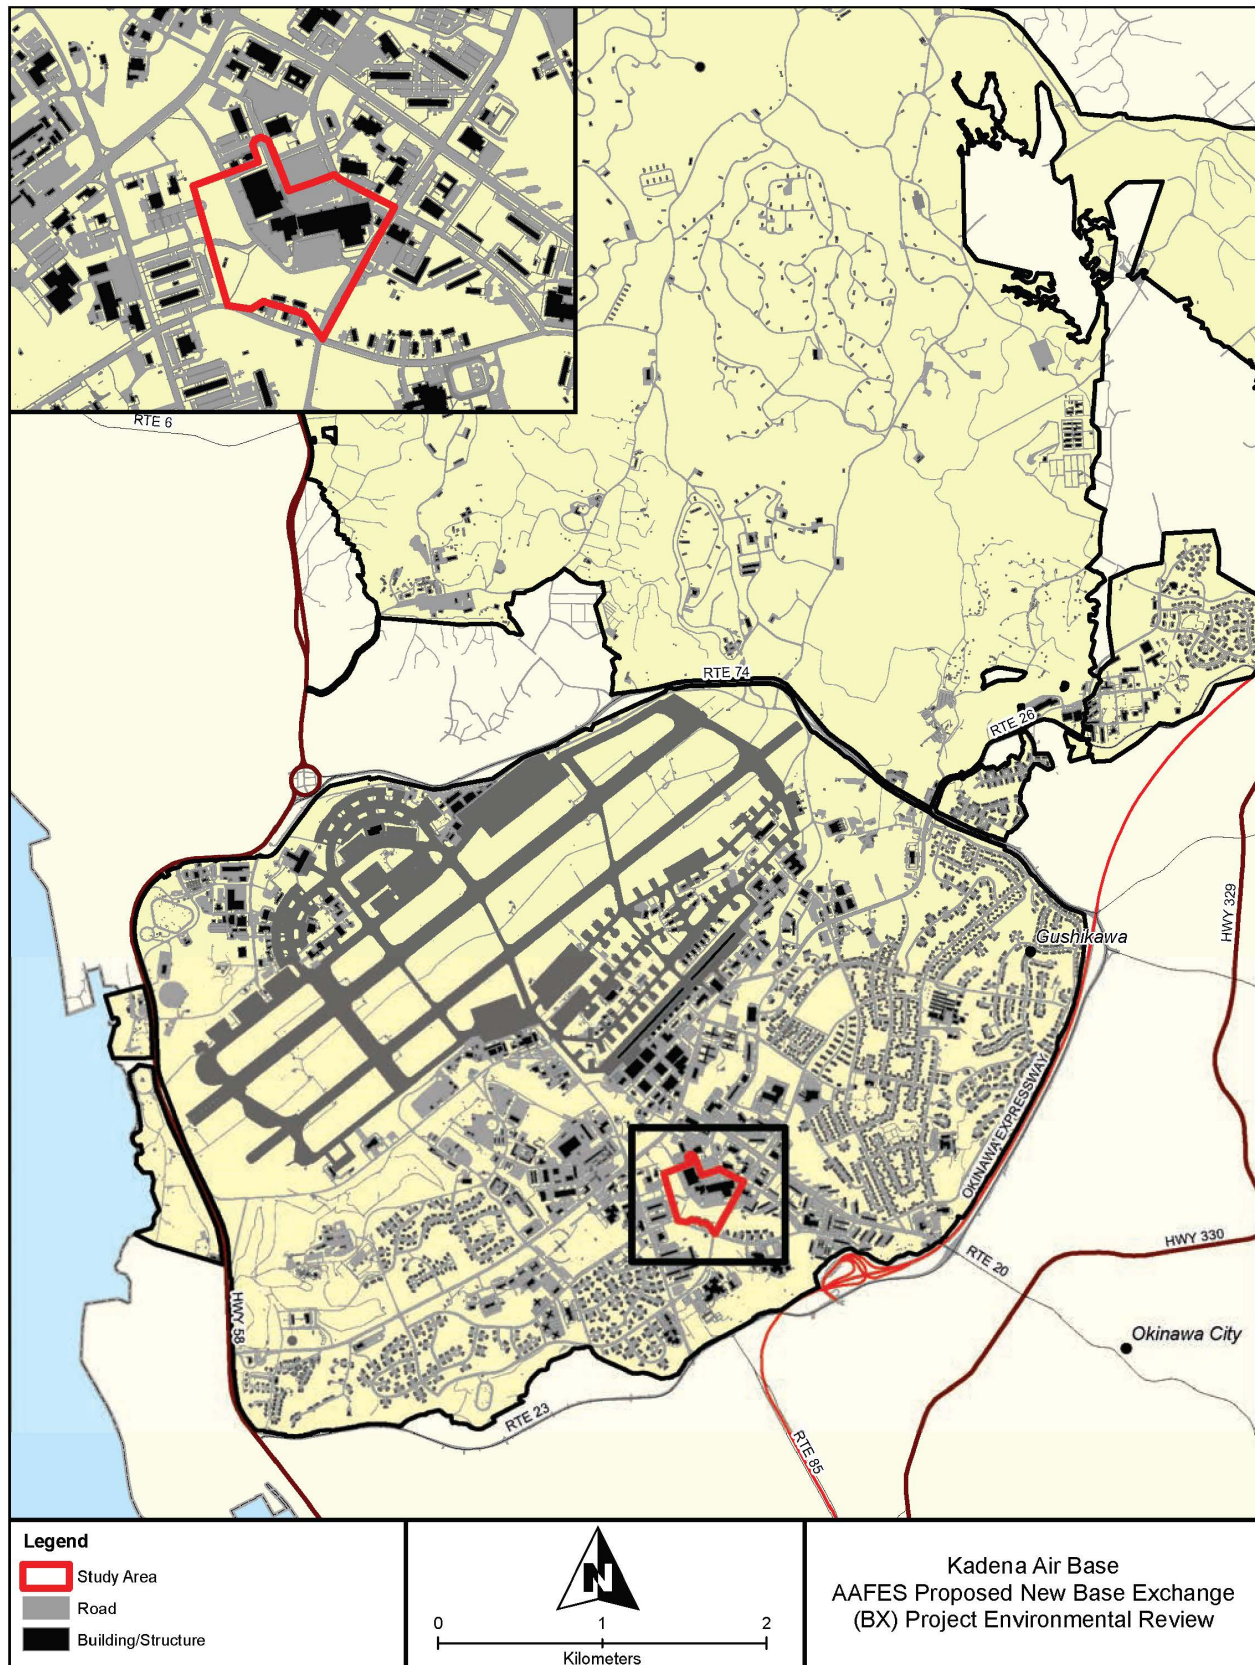 RTE 6
RTE 74
RTE 26
HWY 329
Gushikawa
OKINAWA EXPRESSWAY
HWY 330
RTE 20
HWY 58
Okinawa City
RTE 23
RTE 85
Legend
Study Area
Road
Building/Structure
N
0 1 2
Kilometers
Kadena Air Base
AAFES Proposed New Base Exchange
(BX) Project Environmental Review